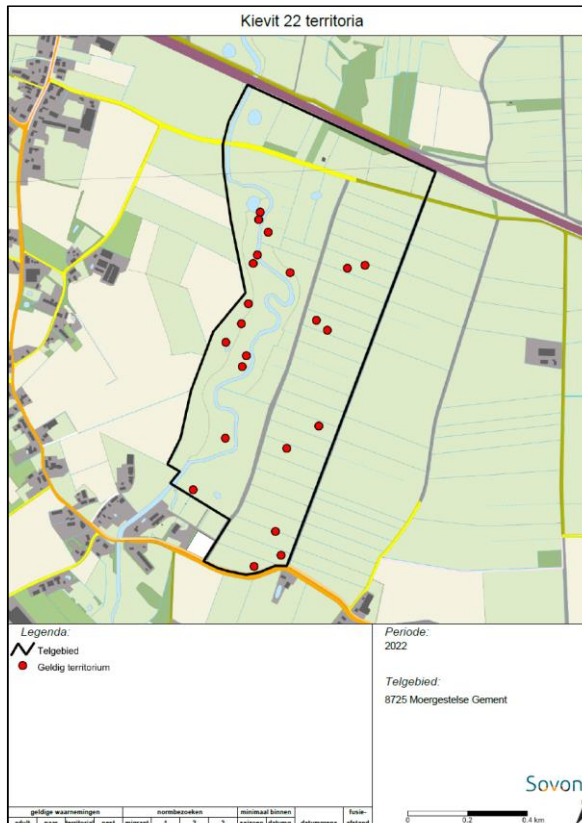 Kievit 22 territoria
Legenda:
Telgebied
Geldig territorium
Periode:
2022
Telgebied:
8725 Moergestelse Gement
Sovon
0 0.2 0.4 km
geldige waarnemingen normbezoeken minimaal binnen fusie-